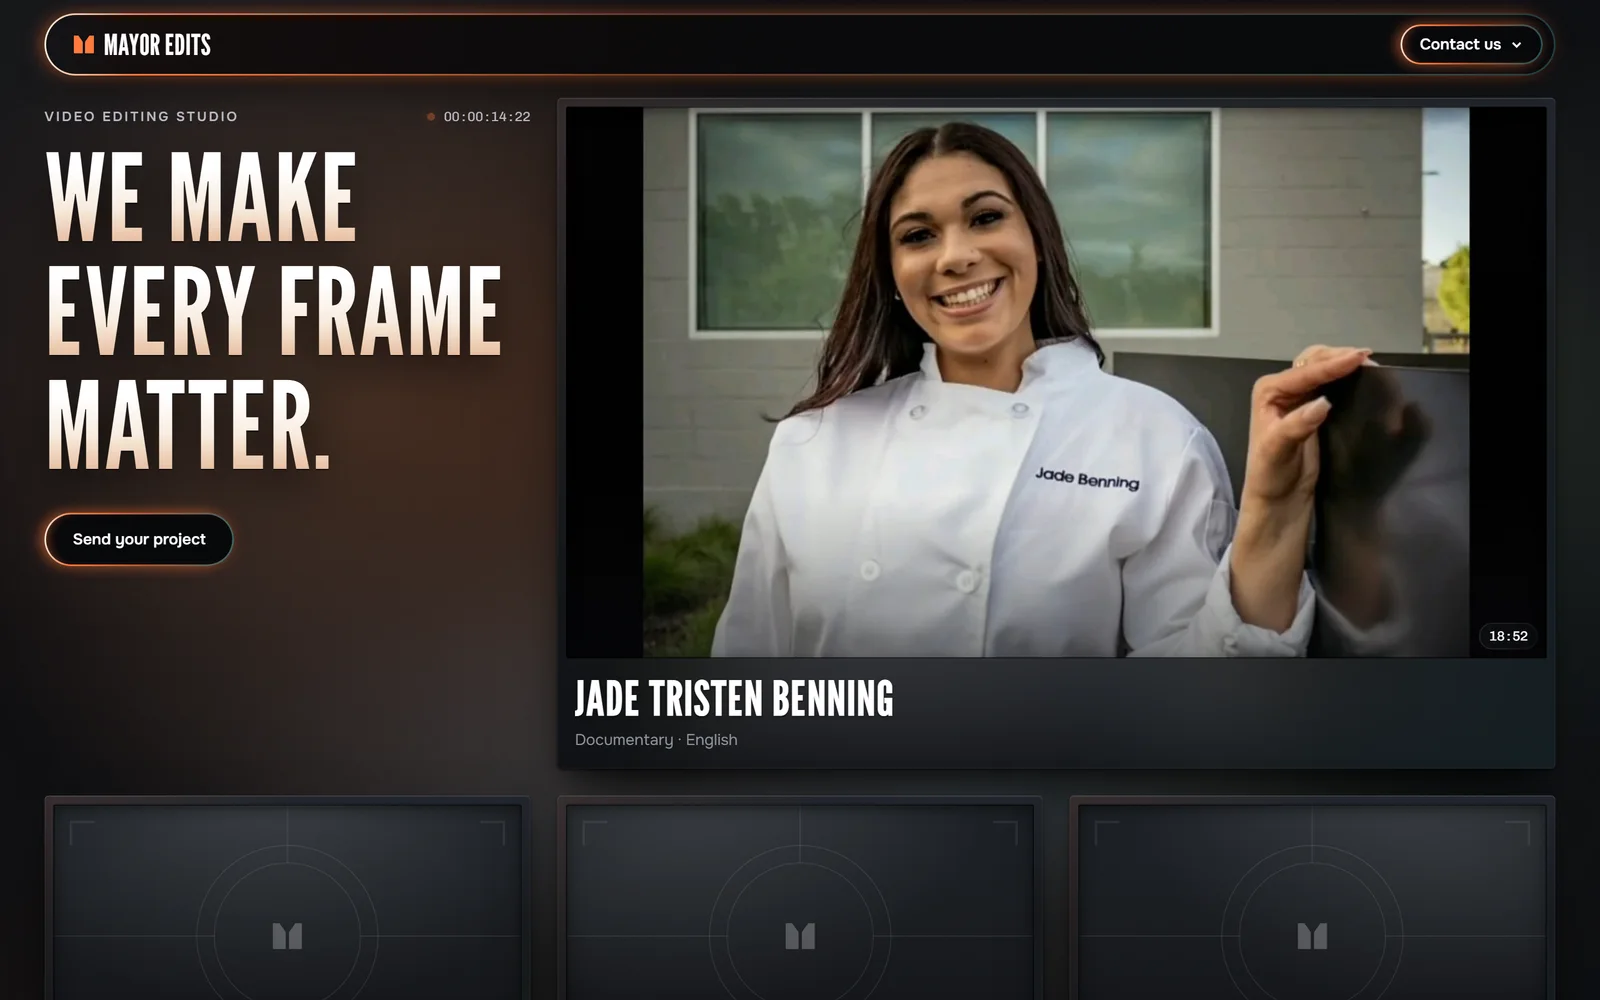 MAYOR EDITS
Contact us
VIDEO EDITING STUDIO
00:00:14:22
WE MAKE
EVERY FRAME
MATTER.
Send your project
Jade Benning
18:52
JADE TRISTEN BENNING
Documentary · English